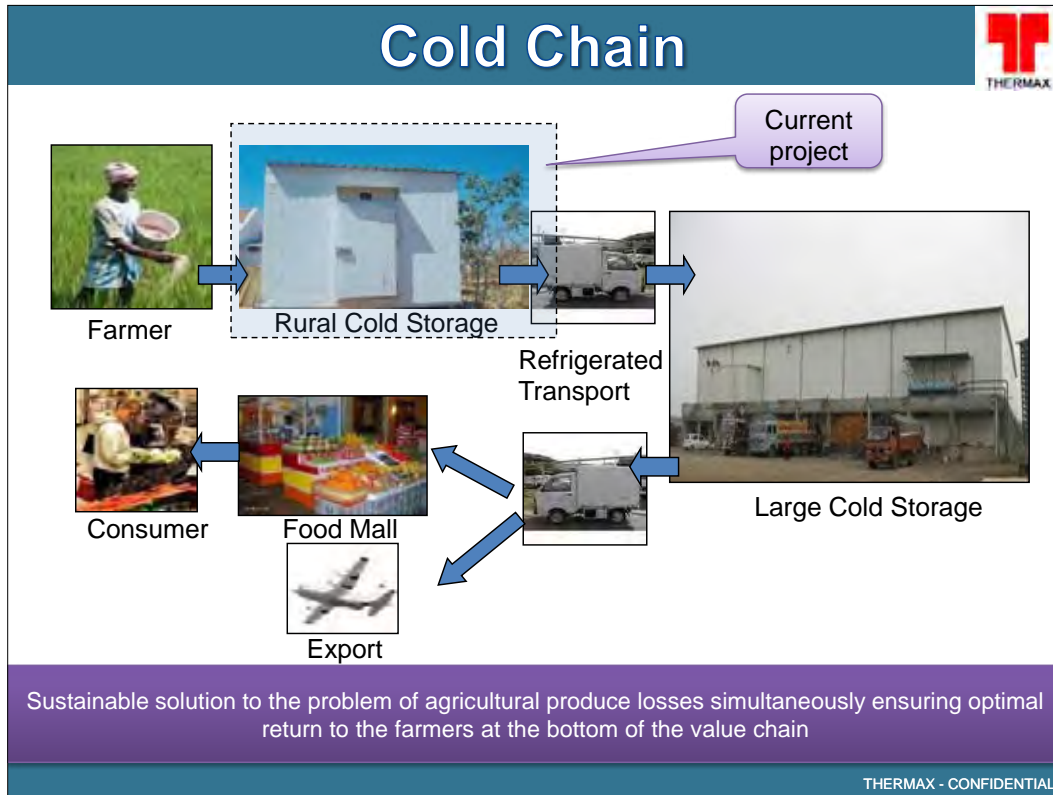 Cold Chain
THERMAX
Current
project
Farmer
Rural Cold Storage
Refrigerated
Transport
Large Cold Storage
Consumer
Food Mall
Export
Sustainable solution to the problem of agricultural produce losses simultaneously ensuring optimal
return to the farmers at the bottom of the value chain
THERMAX - CONFIDENTIAL